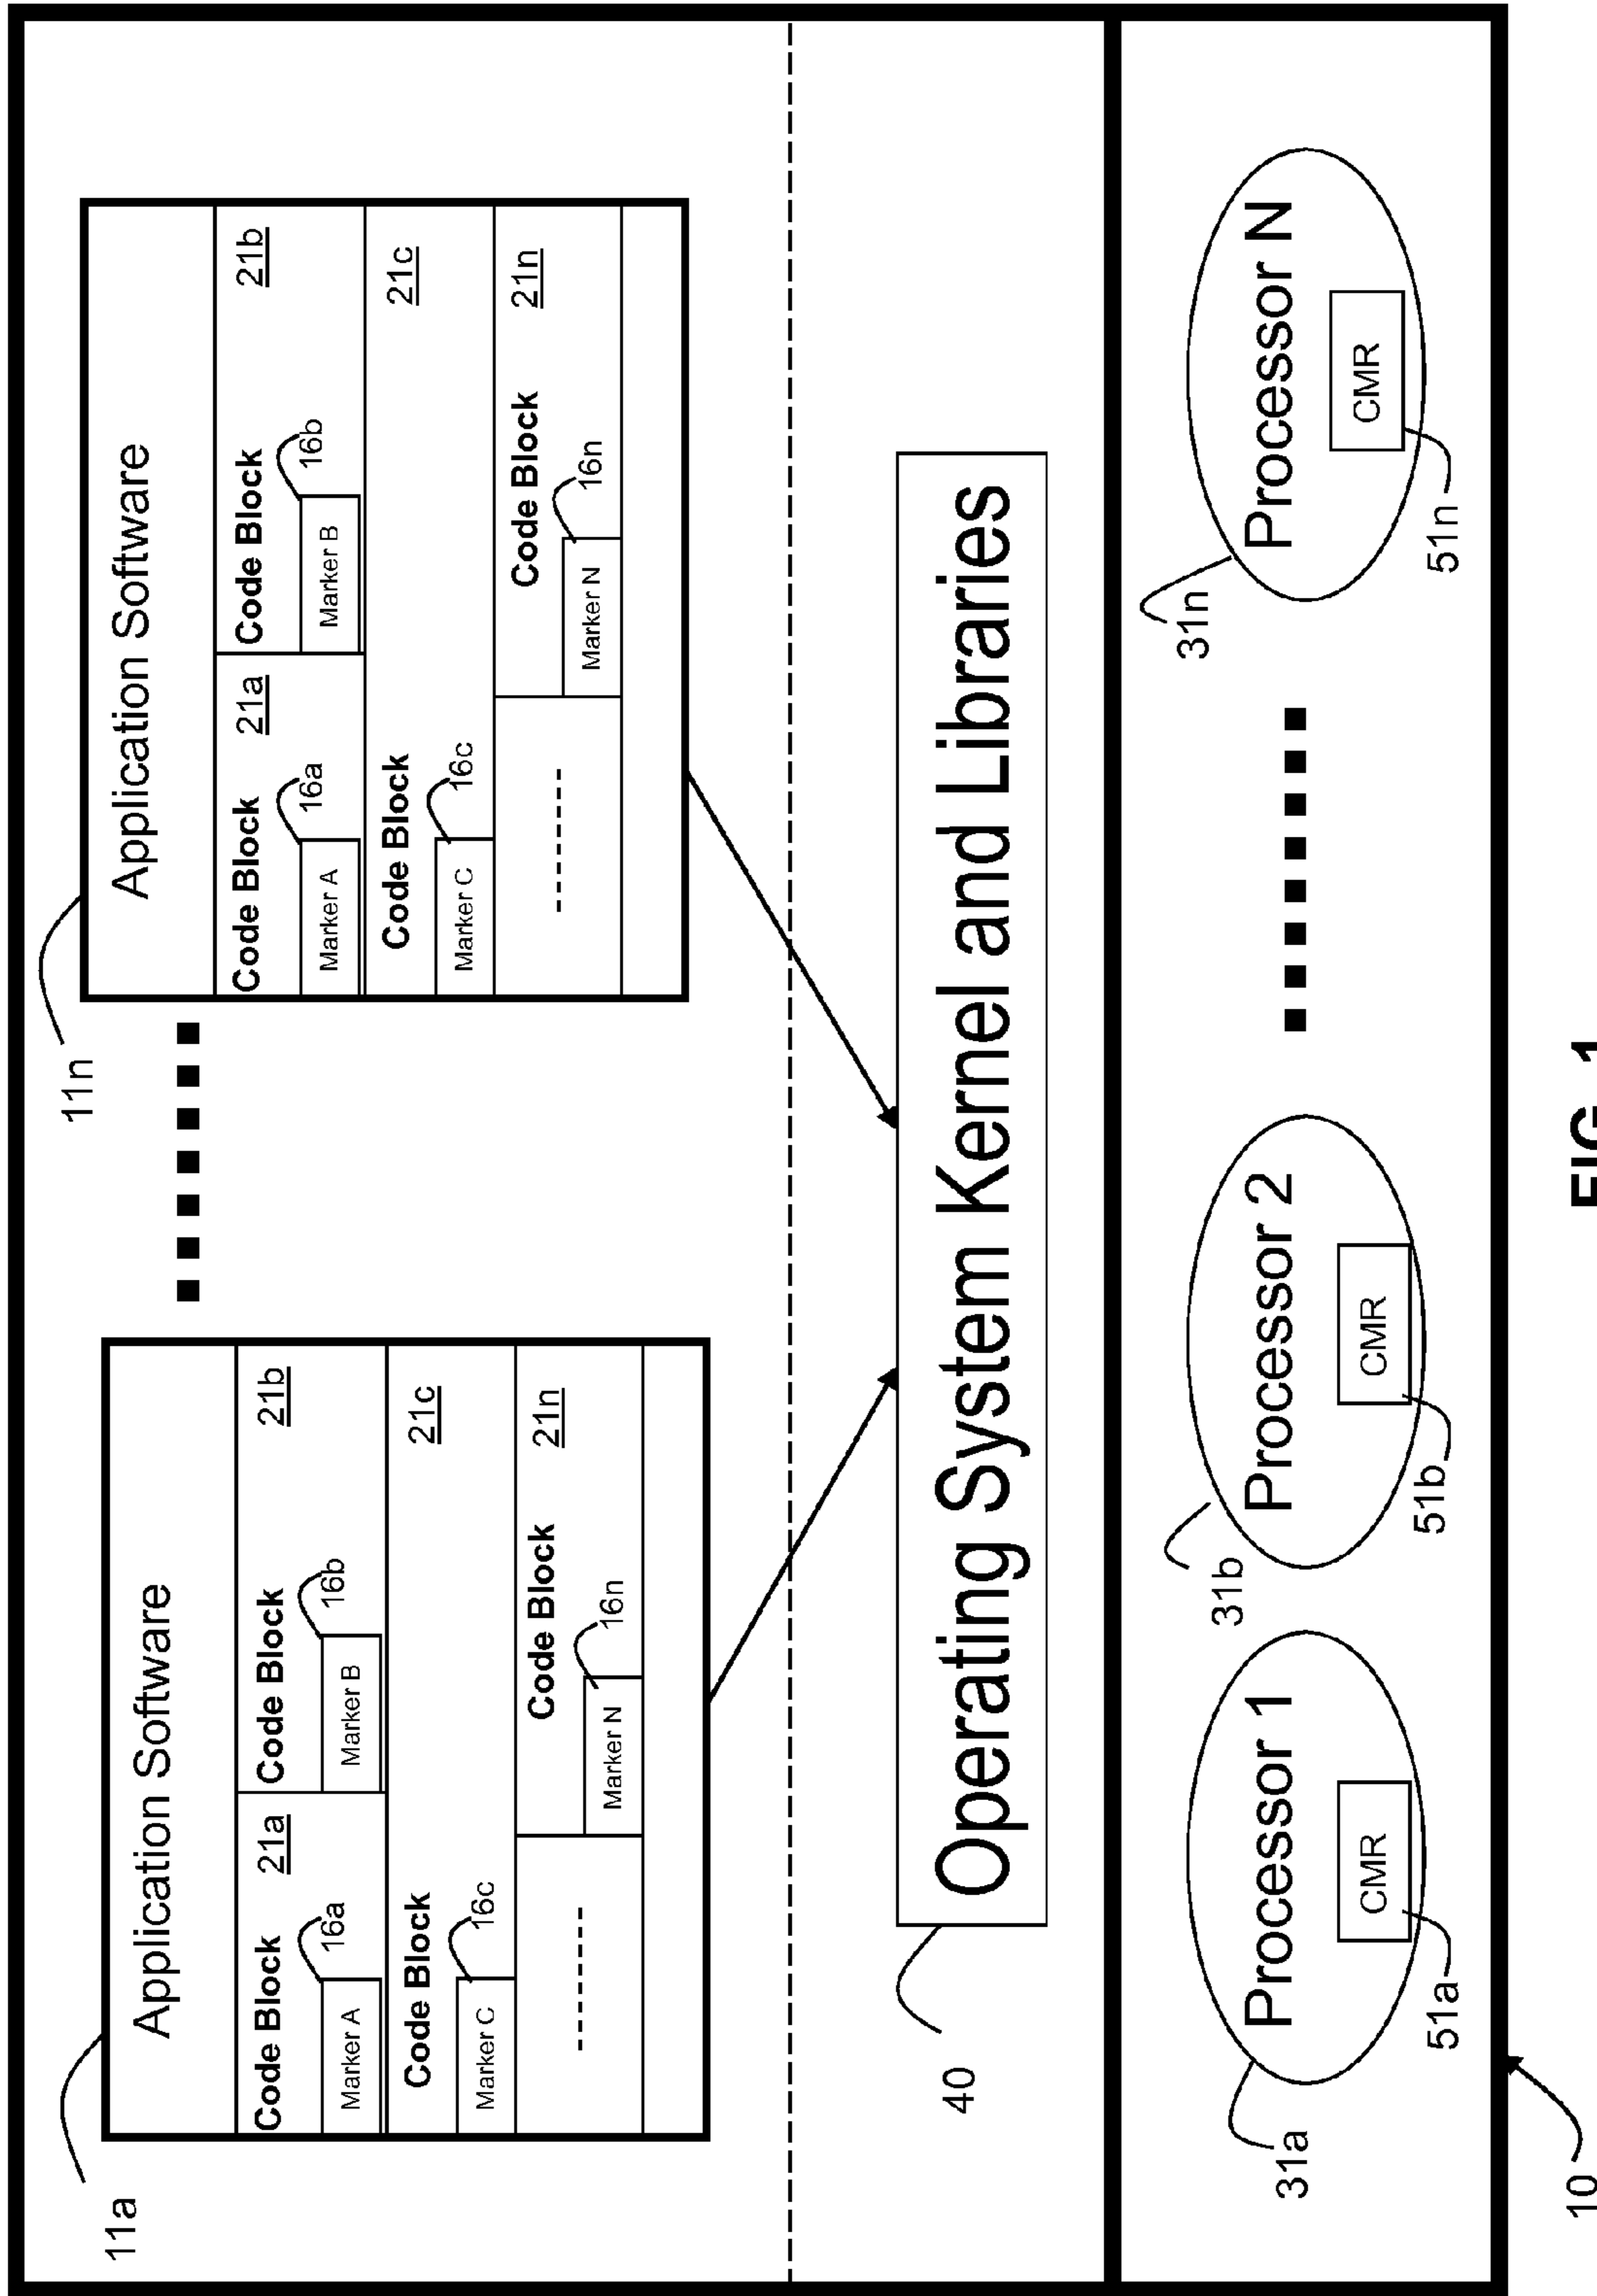 11a
Application Software
Code Block
21a
Marker A
16a
Code Block
21b
Marker B
16b
Code Block
21c
Marker C
16c
Code Block
21n
Marker N
16n
11n
Application Software
Code Block
21a
Marker A
16a
Code Block
21b
Marker B
16b
Code Block
21c
Marker C
16c
Code Block
21n
Marker N
16n
40
Operating System Kernel and Libraries
31a
Processor 1
CMR
51a
31b
Processor 2
CMR
51b
31n
Processor N
CMR
51n
10
FIG. 1